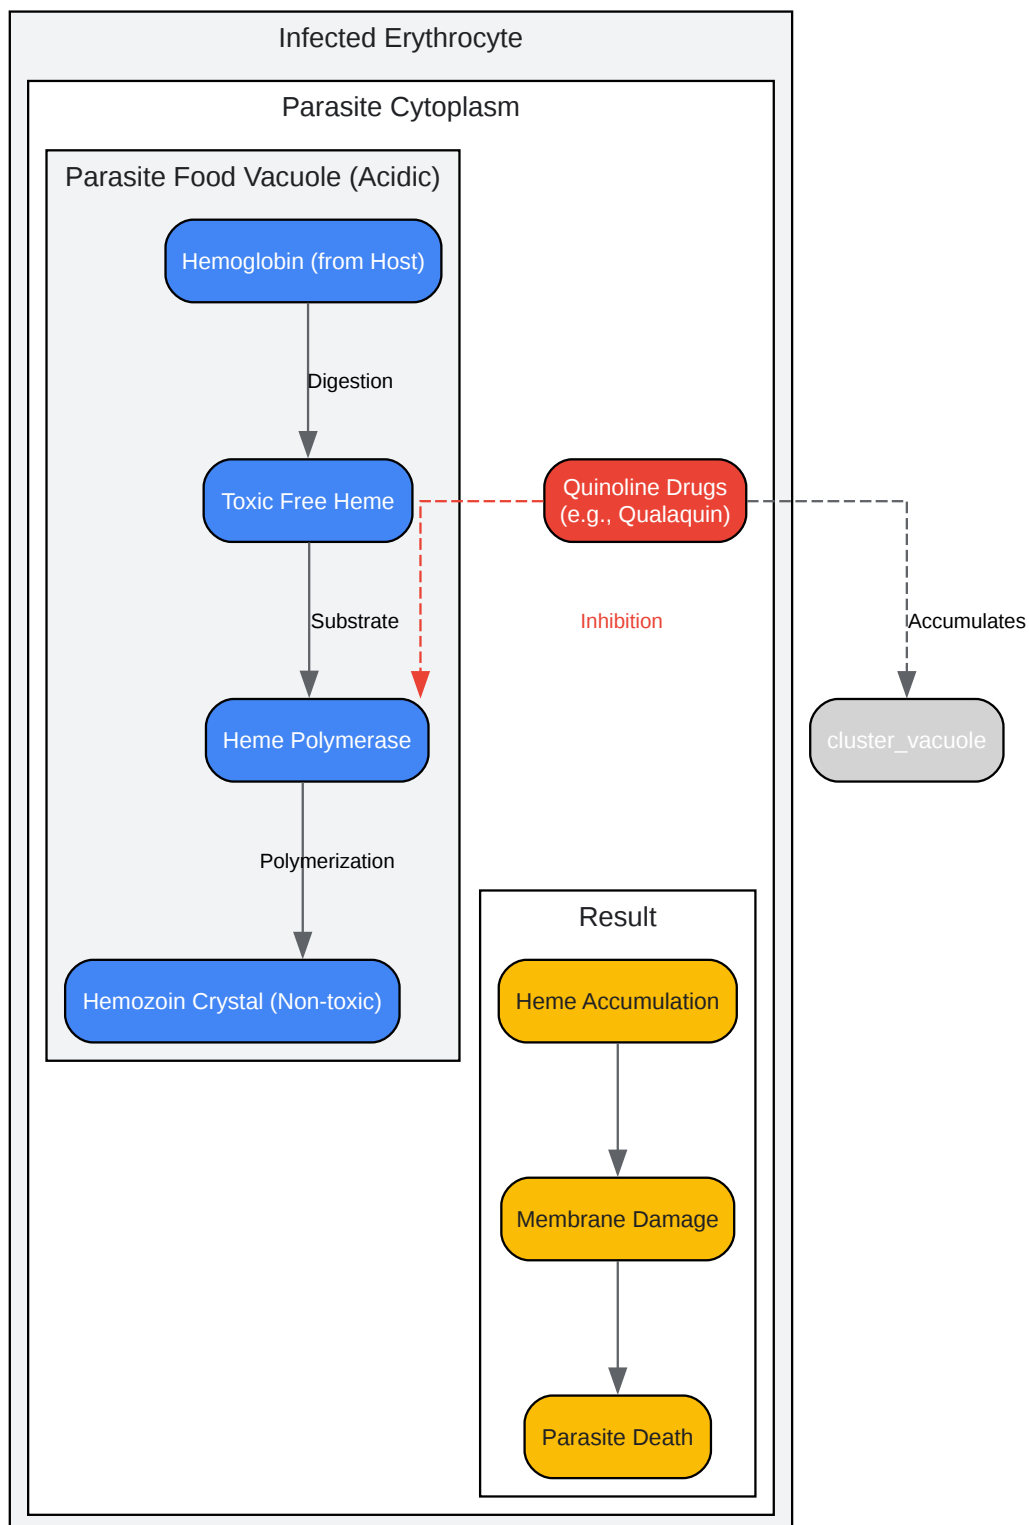 Infected Erythrocyte
Parasite Cytoplasm
Parasite Food Vacuole (Acidic)
Hemoglobin (from Host)
Digestion
Toxic Free Heme
Quinoline Drugs
(e.g., Qualaquin)
Substrate
Inhibition
Accumulates
Heme Polymerase
cluster_vacuole
Polymerization
Result
Hemozoin Crystal (Non-toxic)
Heme Accumulation
Membrane Damage
Parasite Death